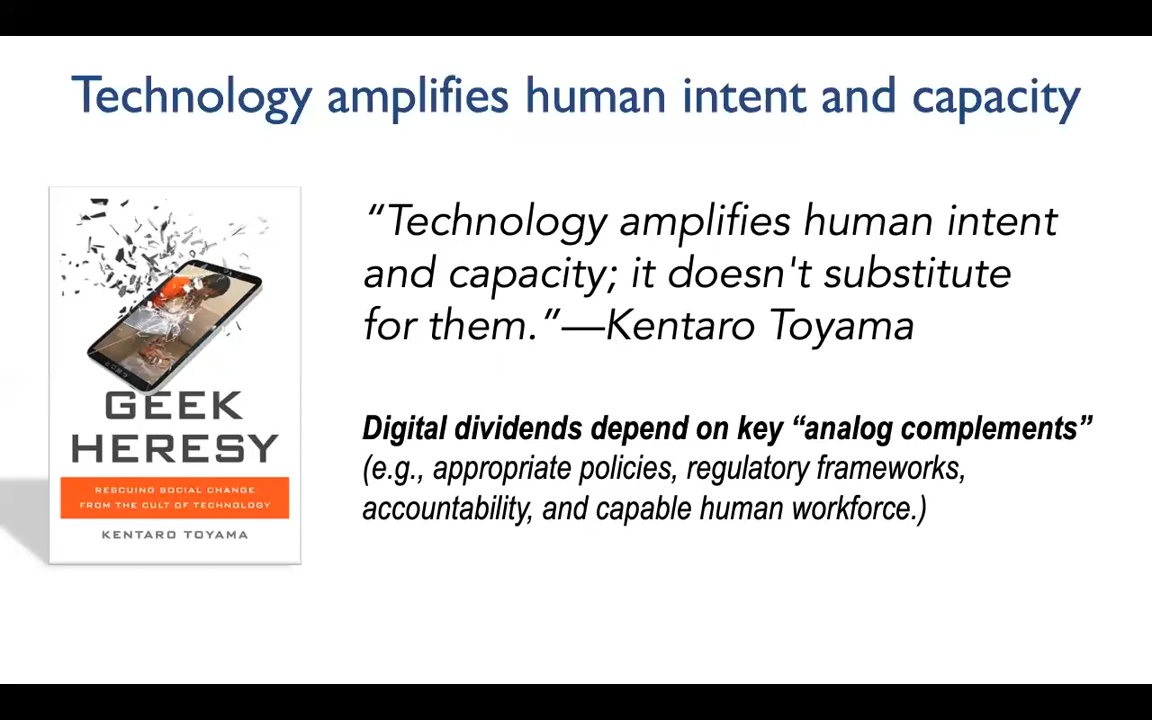 Technology amplifies human intent and capacity
“Technology amplifies human intent
and capacity; it doesn't substitute
for them.”—Kentaro Toyama
Digital dividends depend on key “analog complements”
(e.g., appropriate policies, regulatory frameworks,
accountability, and capable human workforce.)
GEEK
HERESY
RESCUING SOCIAL CHANGE
FROM THE CULT OF TECHNOLOGY
KENTARO TOYAMA